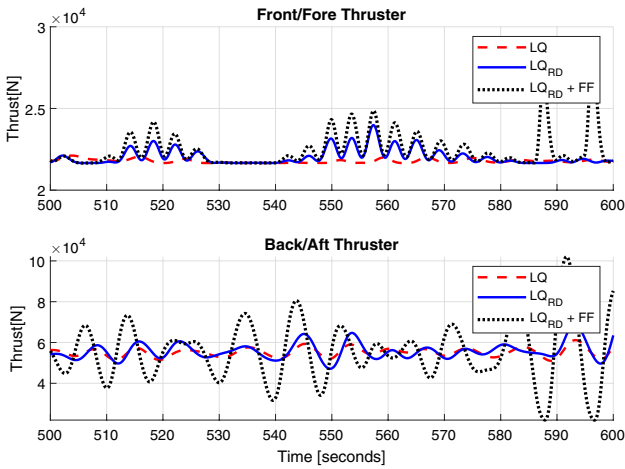 Front/Fore Thruster
×10⁴
3
2.5
2
Thrust[N]
LQ
LQ_RD
LQ_RD + FF
500 510 520 530 540 550 560 570 580 590 600
Back/Aft Thruster
×10⁴
10
8
6
4
Thrust[N]
LQ
LQ_RD
LQ_RD + FF
500 510 520 530 540 550 560 570 580 590 600
Time [seconds]